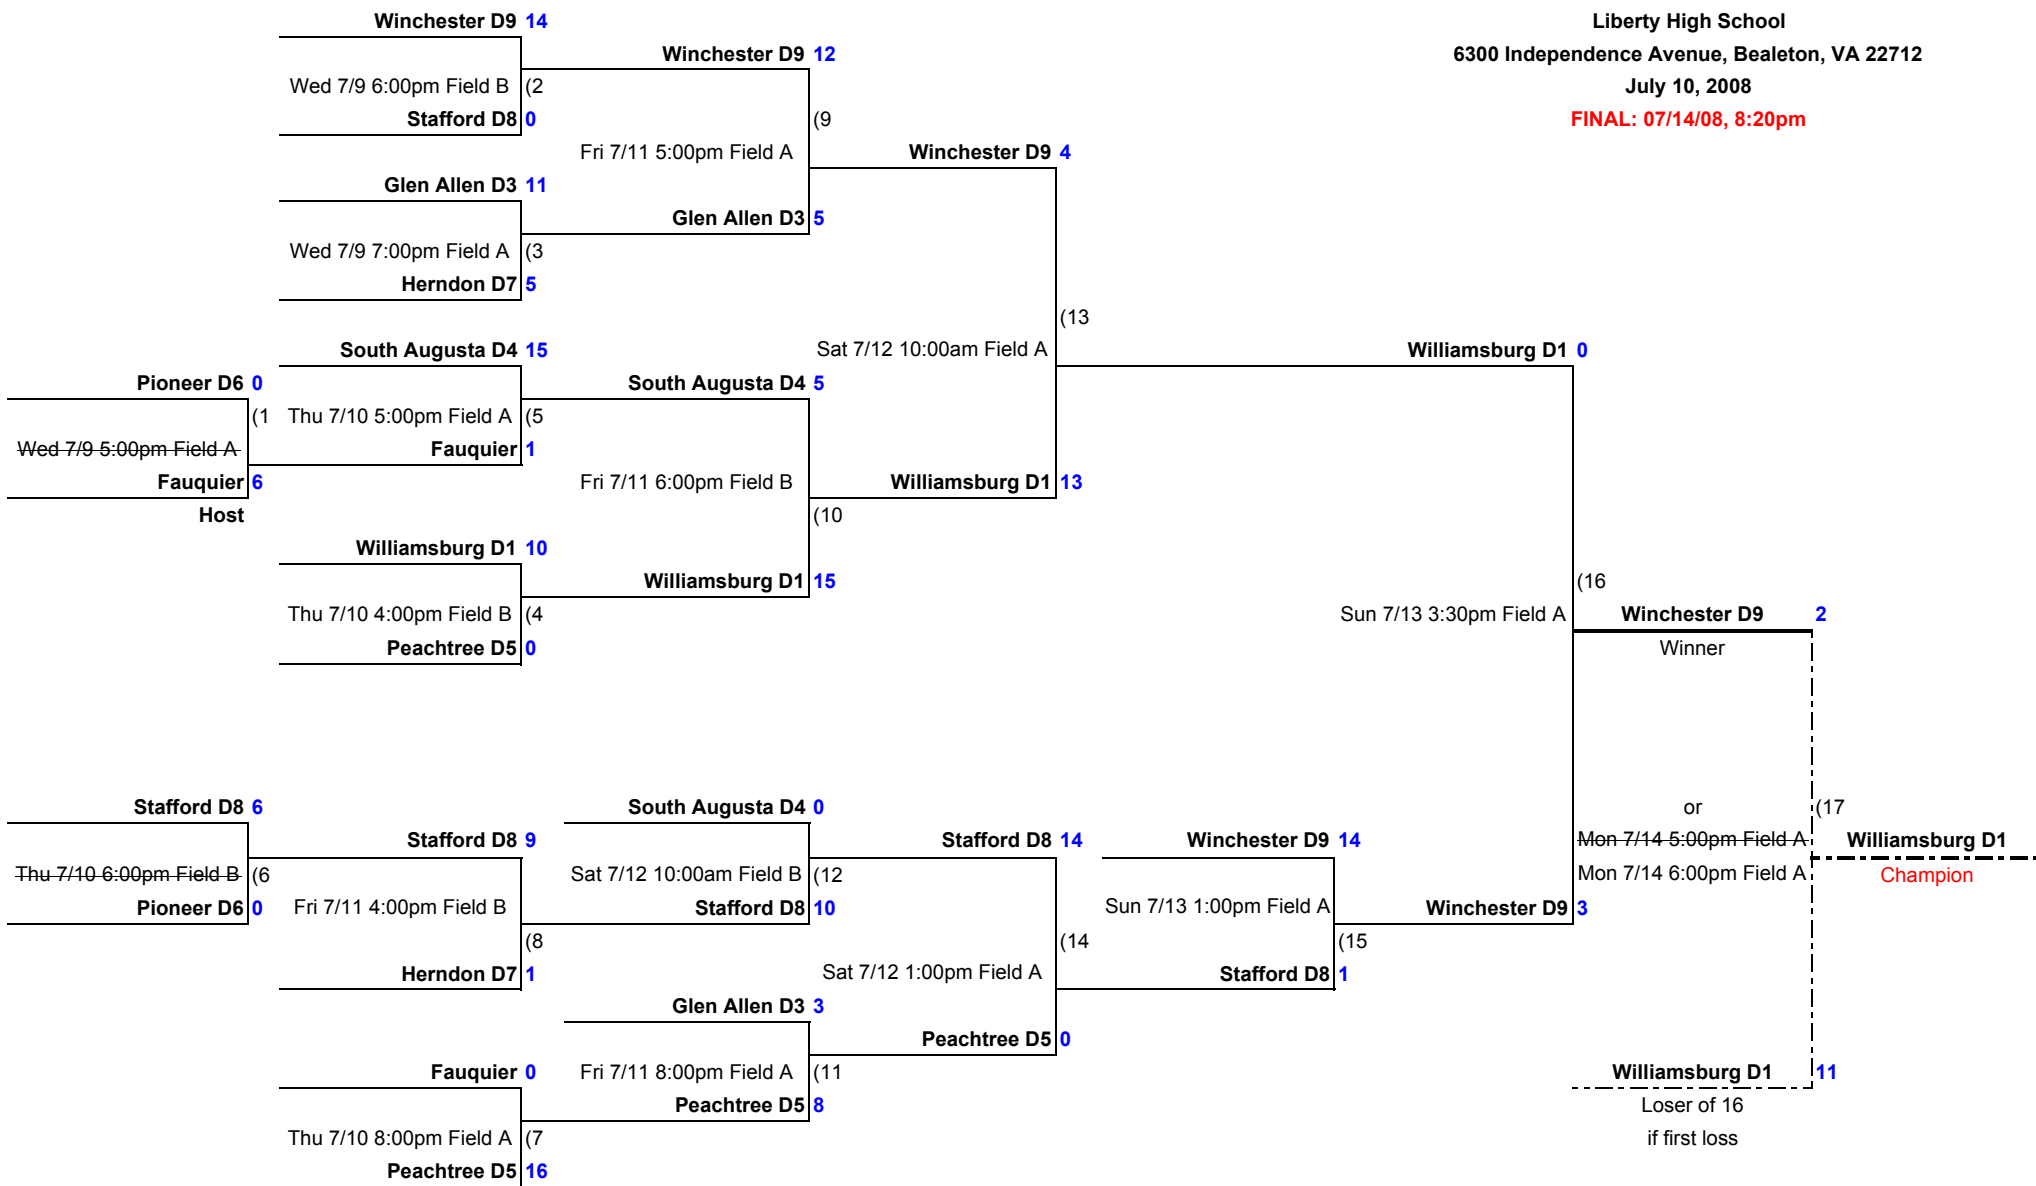 Winchester D9 14
Liberty High School
Winchester D9 12
6300 Independence Avenue, Bealeton, VA 22712
Wed 7/9 6:00pm Field B (2
July 10, 2008
Stafford D8 0
(9
FINAL: 07/14/08, 8:20pm
Fri 7/11 5:00pm Field A
Winchester D9 4
Glen Allen D3 11
Glen Allen D3 5
Wed 7/9 7:00pm Field A (3
Herndon D7 5
(13
South Augusta D4 15
Sat 7/12 10:00am Field A
Williamsburg D1 0
Pioneer D6 0
South Augusta D4 5
(1
Thu 7/10 5:00pm Field A (5
Wed 7/9 5:00pm Field A
Fauquier 1
Fauquier 6
Fri 7/11 6:00pm Field B
Williamsburg D1 13
Host
(10
Williamsburg D1 10
Williamsburg D1 15
(16
Thu 7/10 4:00pm Field B (4
Sun 7/13 3:30pm Field A
Winchester D9 2
Peachtree D5 0
Winner
Stafford D8 6
South Augusta D4 0
or
(17
Stafford D8 9
Stafford D8 14
Winchester D9 14
Mon 7/14 5:00pm Field A
Williamsburg D1
Thu 7/10 6:00pm Field B (6
Sat 7/12 10:00am Field B (12
Mon 7/14 6:00pm Field A
Champion
Pioneer D6 0
Fri 7/11 4:00pm Field B
Stafford D8 10
Sun 7/13 1:00pm Field A
Winchester D9 3
(8
(14
(15
Herndon D7 1
Sat 7/12 1:00pm Field A
Stafford D8 1
Glen Allen D3 3
Peachtree D5 0
Fauquier 0
Fri 7/11 8:00pm Field A (11
Williamsburg D1 11
Peachtree D5 8
Loser of 16
Thu 7/10 8:00pm Field A (7
if first loss
Peachtree D5 16